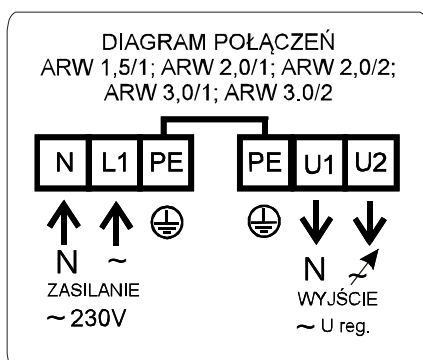 DIAGRAM POŁĄCZEŃ
ARW 1,5/1; ARW 2,0/1; ARW 2,0/2;
ARW 3,0/1; ARW 3.0/2
N L1 PE PE U1 U2
N ~ N ~
ZASILANIE WYJŚCIE
~ 230V ~ U reg.